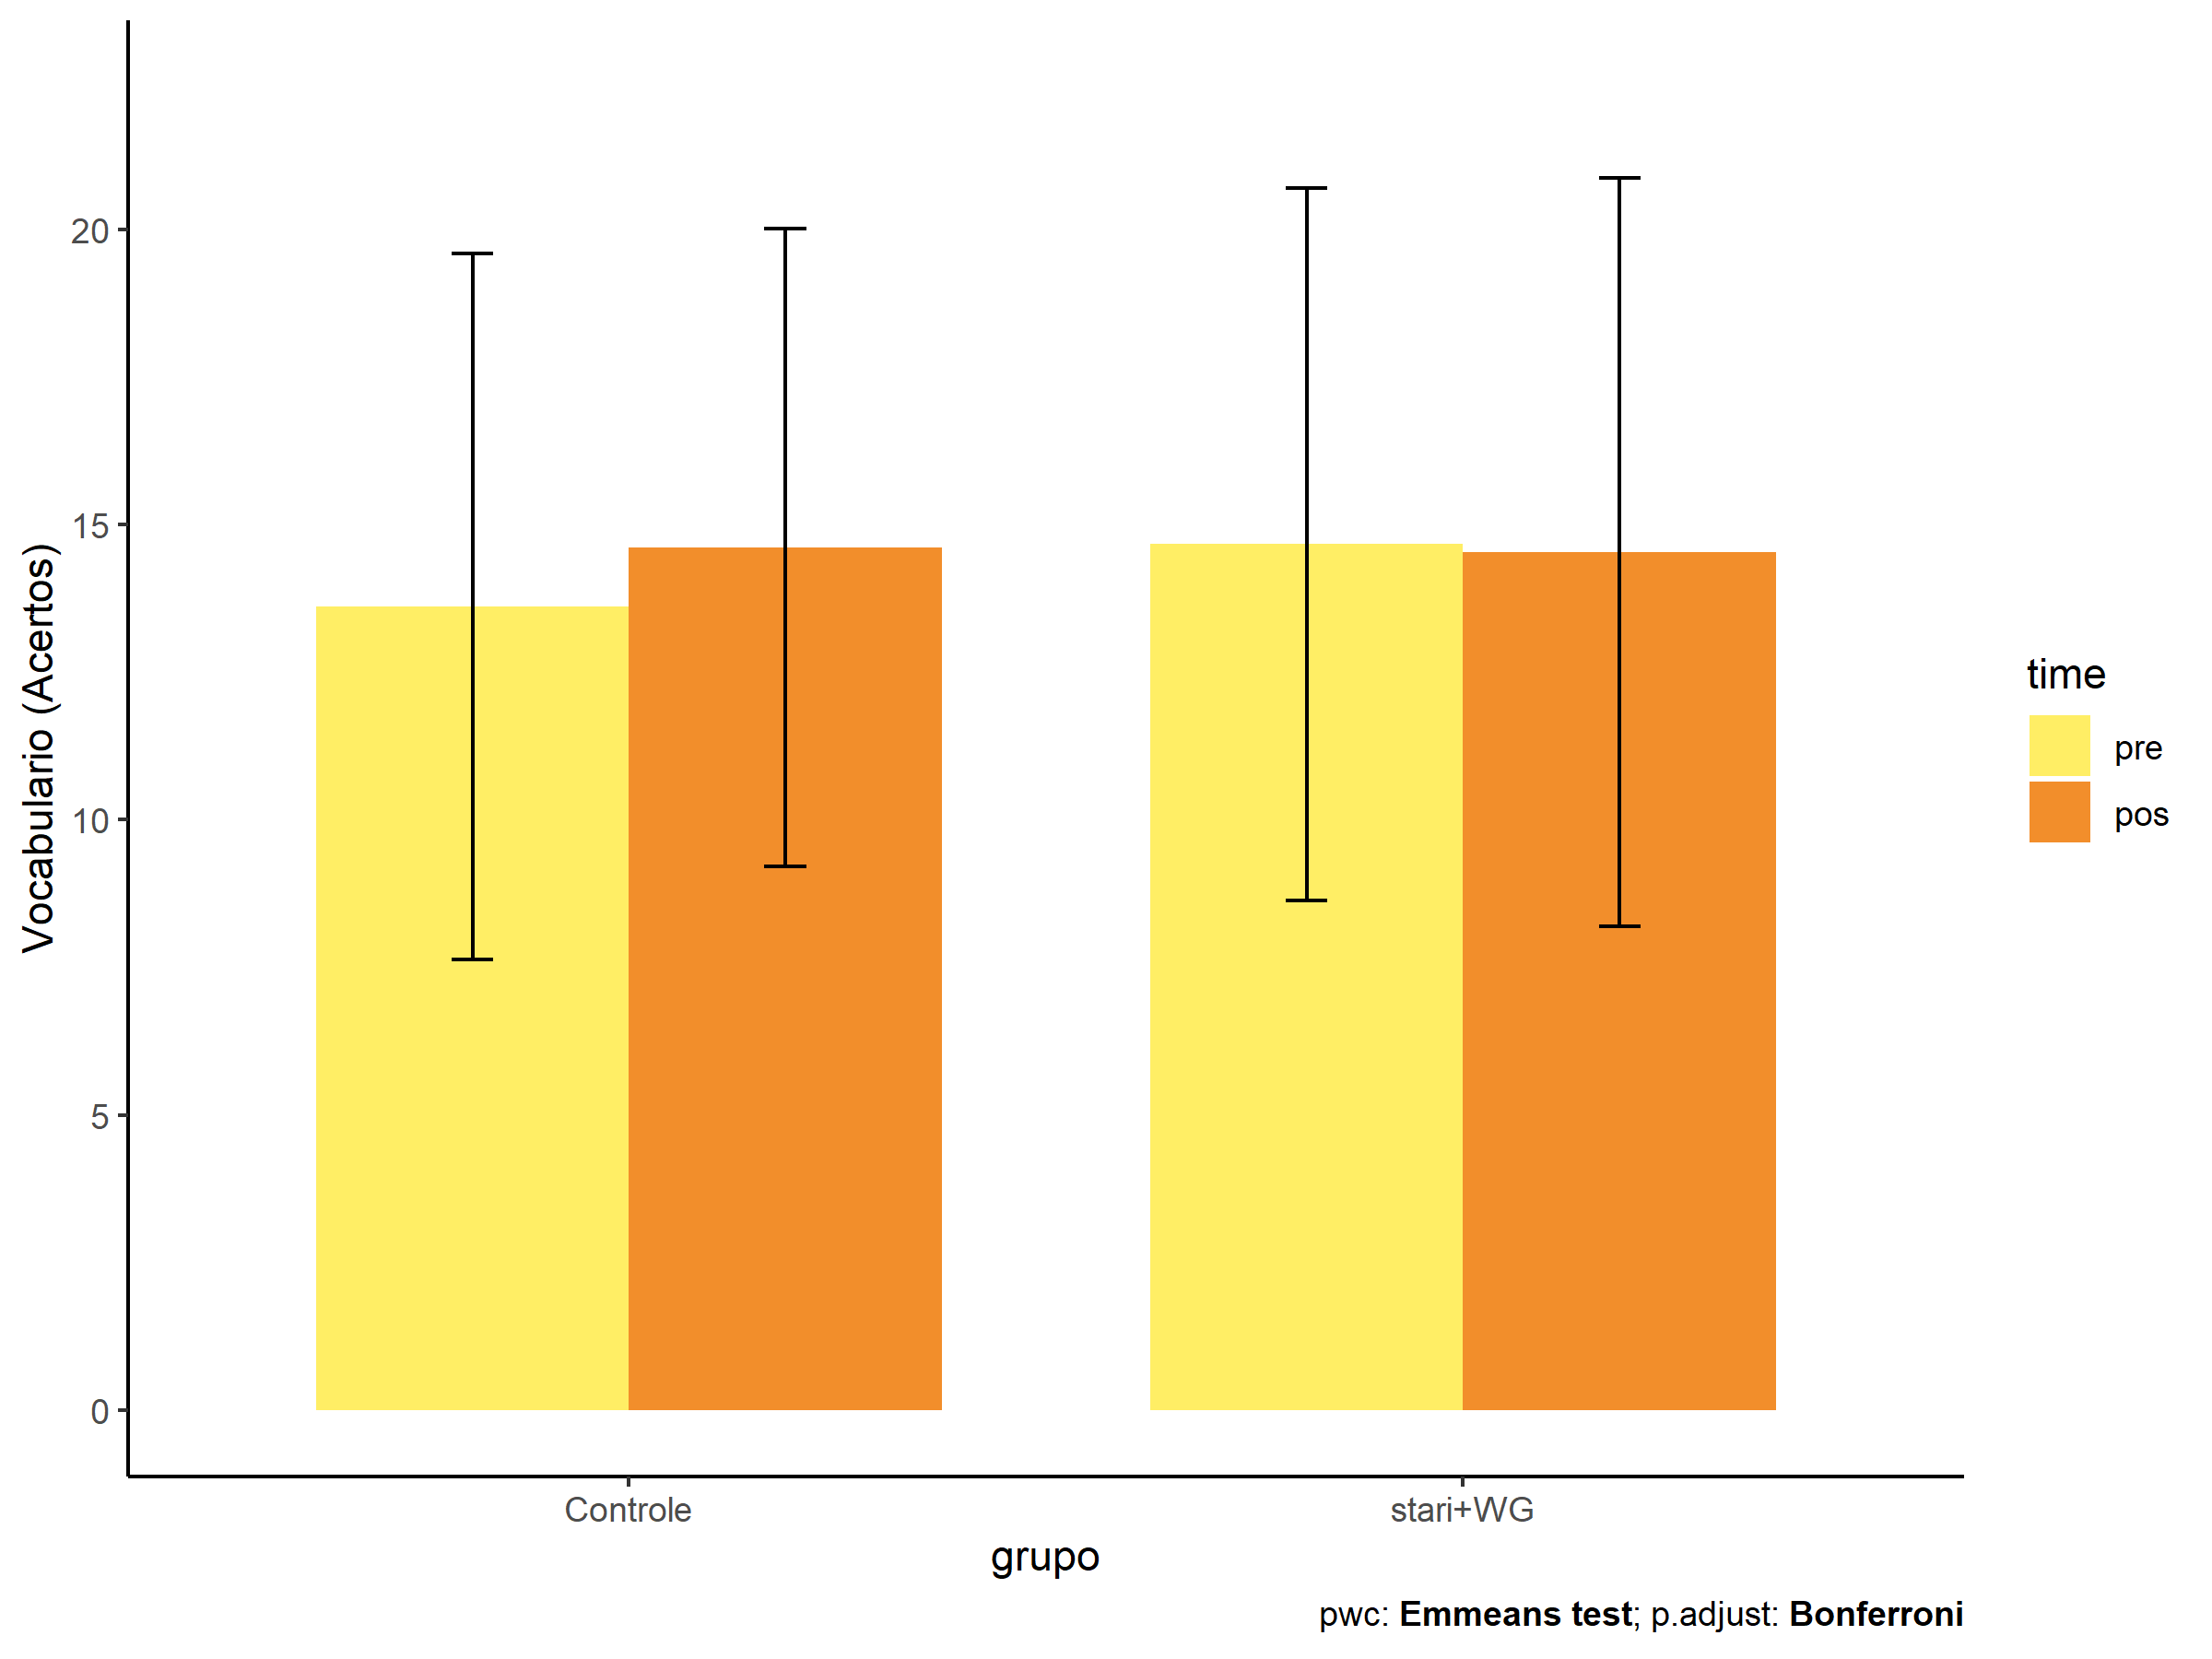 Vocabulario (Acertos)
20
15
10
5
0
Controle
stari+WG
grupo
time
pre
pos
pwc: Emmeans test; p.adjust: Bonferroni